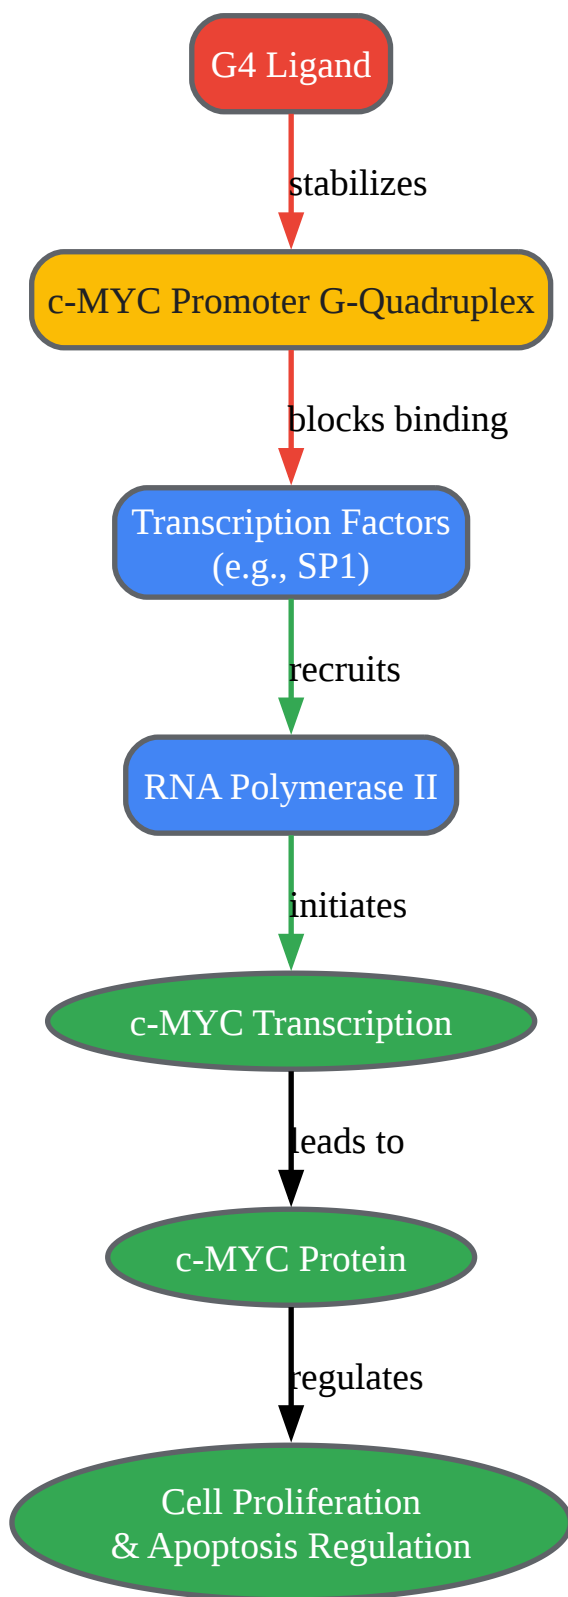 G4 Ligand
stabilizes
c-MYC Promoter G-Quadruplex
blocks binding
Transcription Factors
(e.g., SP1)
recruits
RNA Polymerase II
initiates
c-MYC Transcription
leads to
c-MYC Protein
regulates
Cell Proliferation
& Apoptosis Regulation